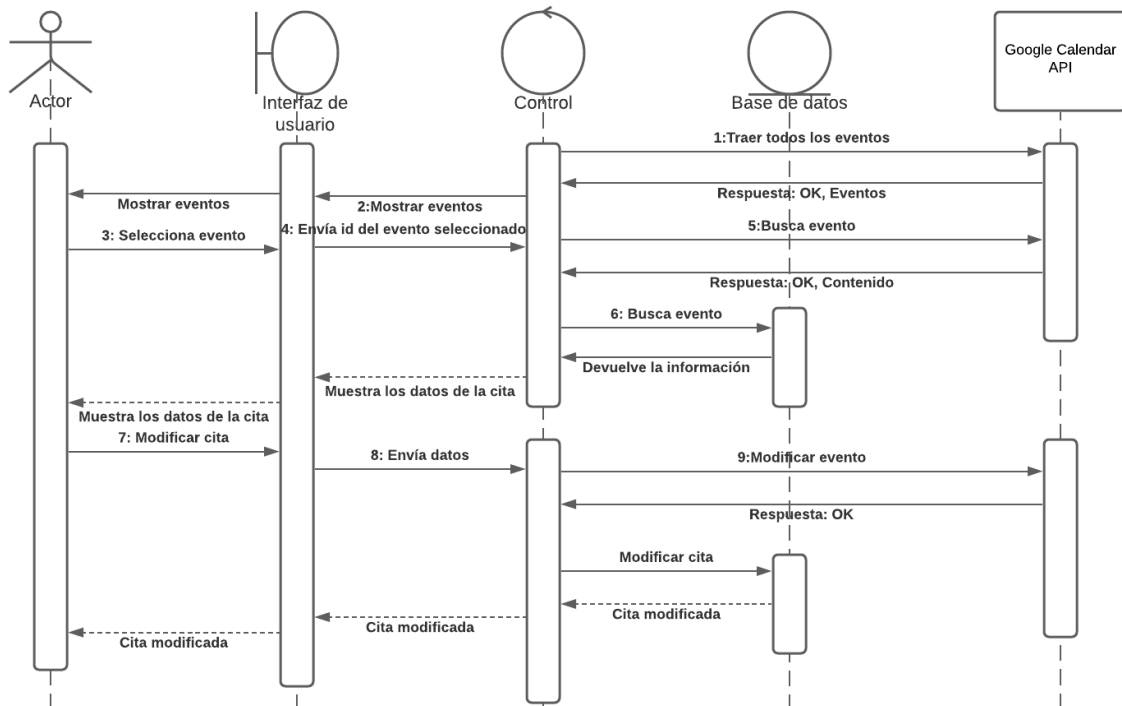 Actor
Interfaz de
usuario
Control
Base de datos
Google Calendar
API
1:Traer todos los eventos
Respuesta: OK, Eventos
Mostrar eventos
2:Mostrar eventos
3: Selecciona evento
4: Envía id del evento seleccionado
5:Busca evento
Respuesta: OK, Contenido
6: Busca evento
Devuelve la información
Muestra los datos de la cita
Muestra los datos de la cita
7: Modificar cita
8: Envía datos
9:Modificar evento
Respuesta: OK
Modificar cita
Cita modificada
Cita modificada
Cita modificada